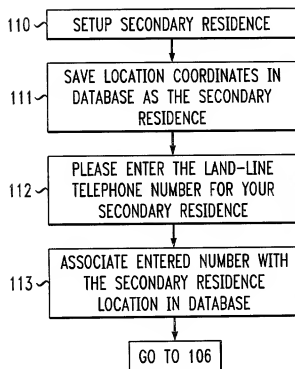 110
SETUP SECONDARY RESIDENCE
111
SAVE LOCATION COORDINATES IN
DATABASE AS THE SECONDARY
RESIDENCE
112
PLEASE ENTER THE LAND-LINE
TELEPHONE NUMBER FOR YOUR
SECONDARY RESIDENCE
113
ASSOCIATE ENTERED NUMBER WITH
THE SECONDARY RESIDENCE
LOCATION IN DATABASE
GO TO 106